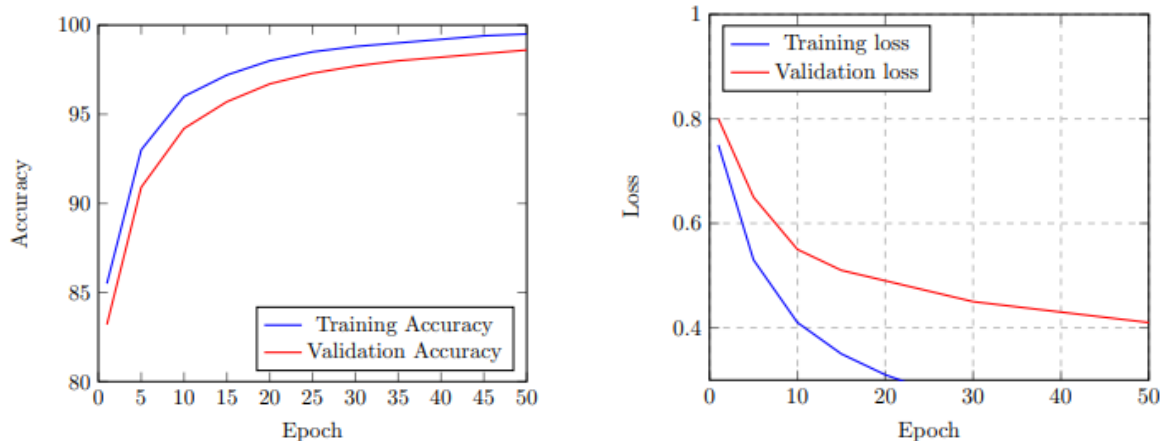 100
95
90
85
80
Accuracy
0 5 10 15 20 25 30 35 40 45 50
Epoch
Training Accuracy
Validation Accuracy
1
0.8
0.6
0.4
Loss
0 10 20 30 40 50
Epoch
Training loss
Validation loss